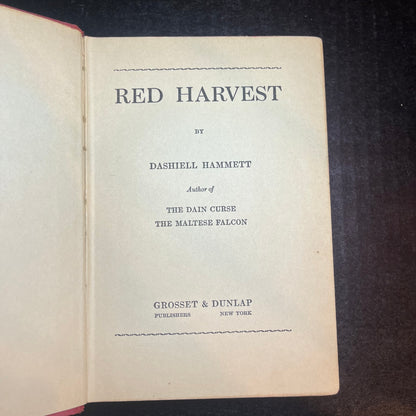 RED HARVEST
BY
DASHIELL HAMMETT
Author of
THE DAIN CURSE
THE MALTESE FALCON
GROSSET & DUNLAP
PUBLISHERS NEW YORK